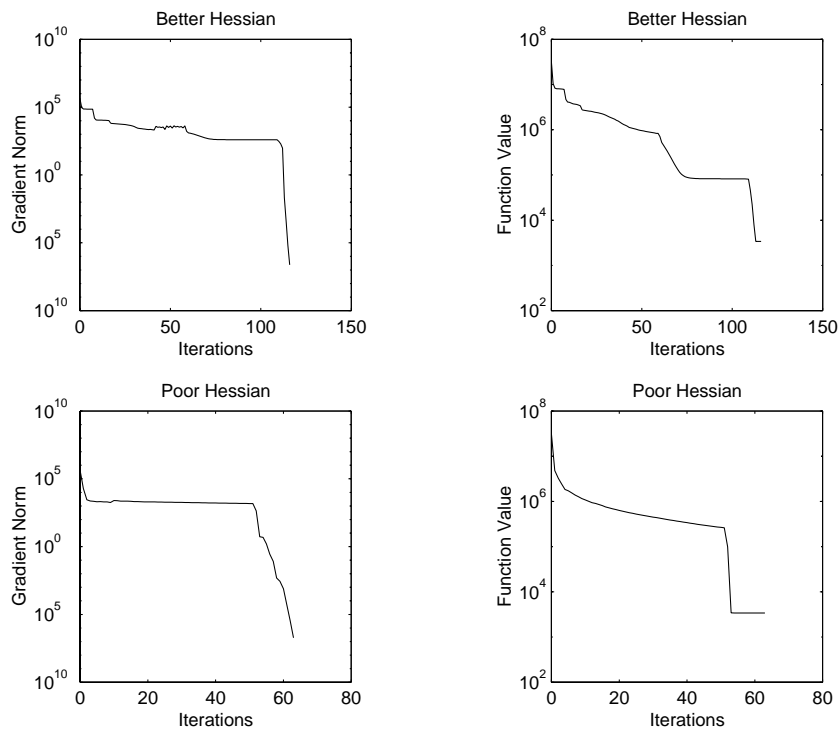 Better Hessian
10^10
10^5
10^0
10^5
10^10
Gradient Norm
0 50 100 150
Iterations
Better Hessian
10^8
10^6
10^4
10^2
Function Value
0 50 100 150
Iterations
Poor Hessian
10^10
10^5
10^0
10^5
10^10
Gradient Norm
0 20 40 60 80
Iterations
Poor Hessian
10^8
10^6
10^4
10^2
Function Value
0 20 40 60 80
Iterations